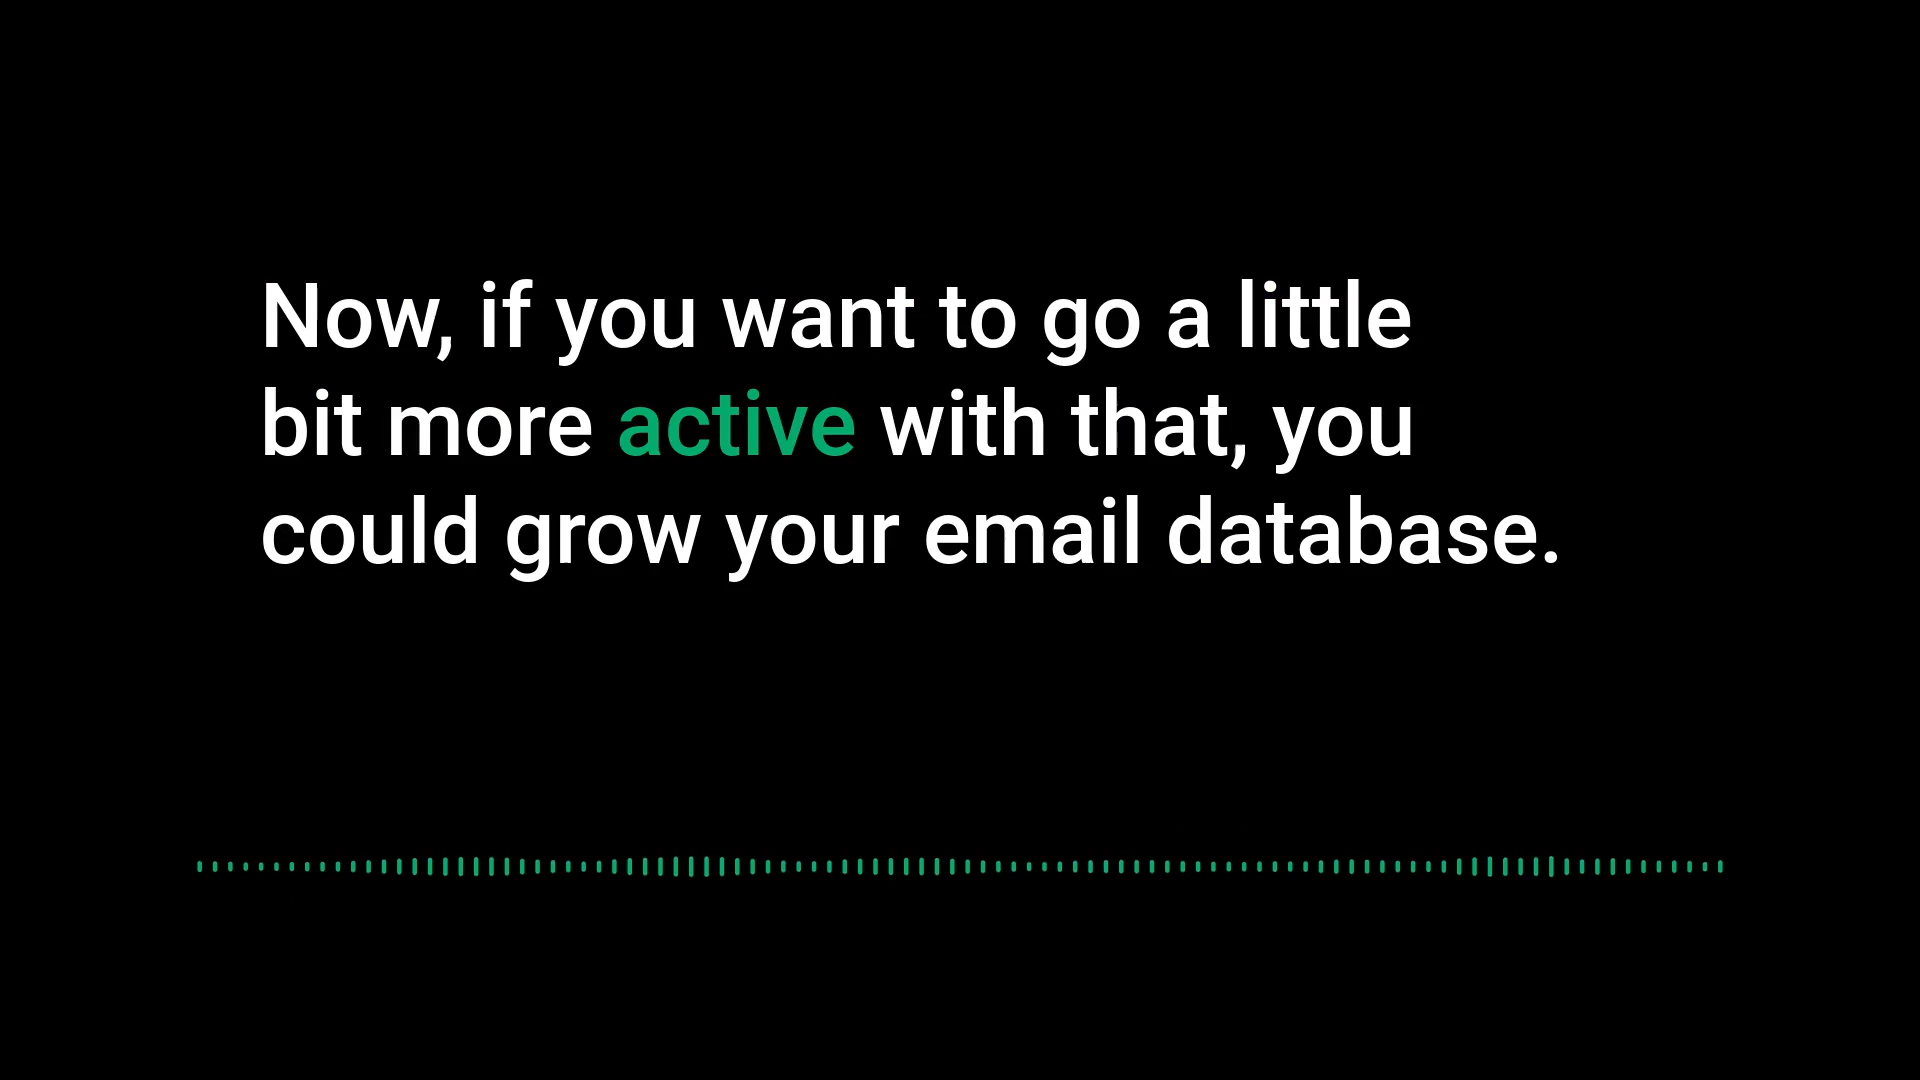 Now, if you want to go a little
bit more active with that, you
could grow your email database.